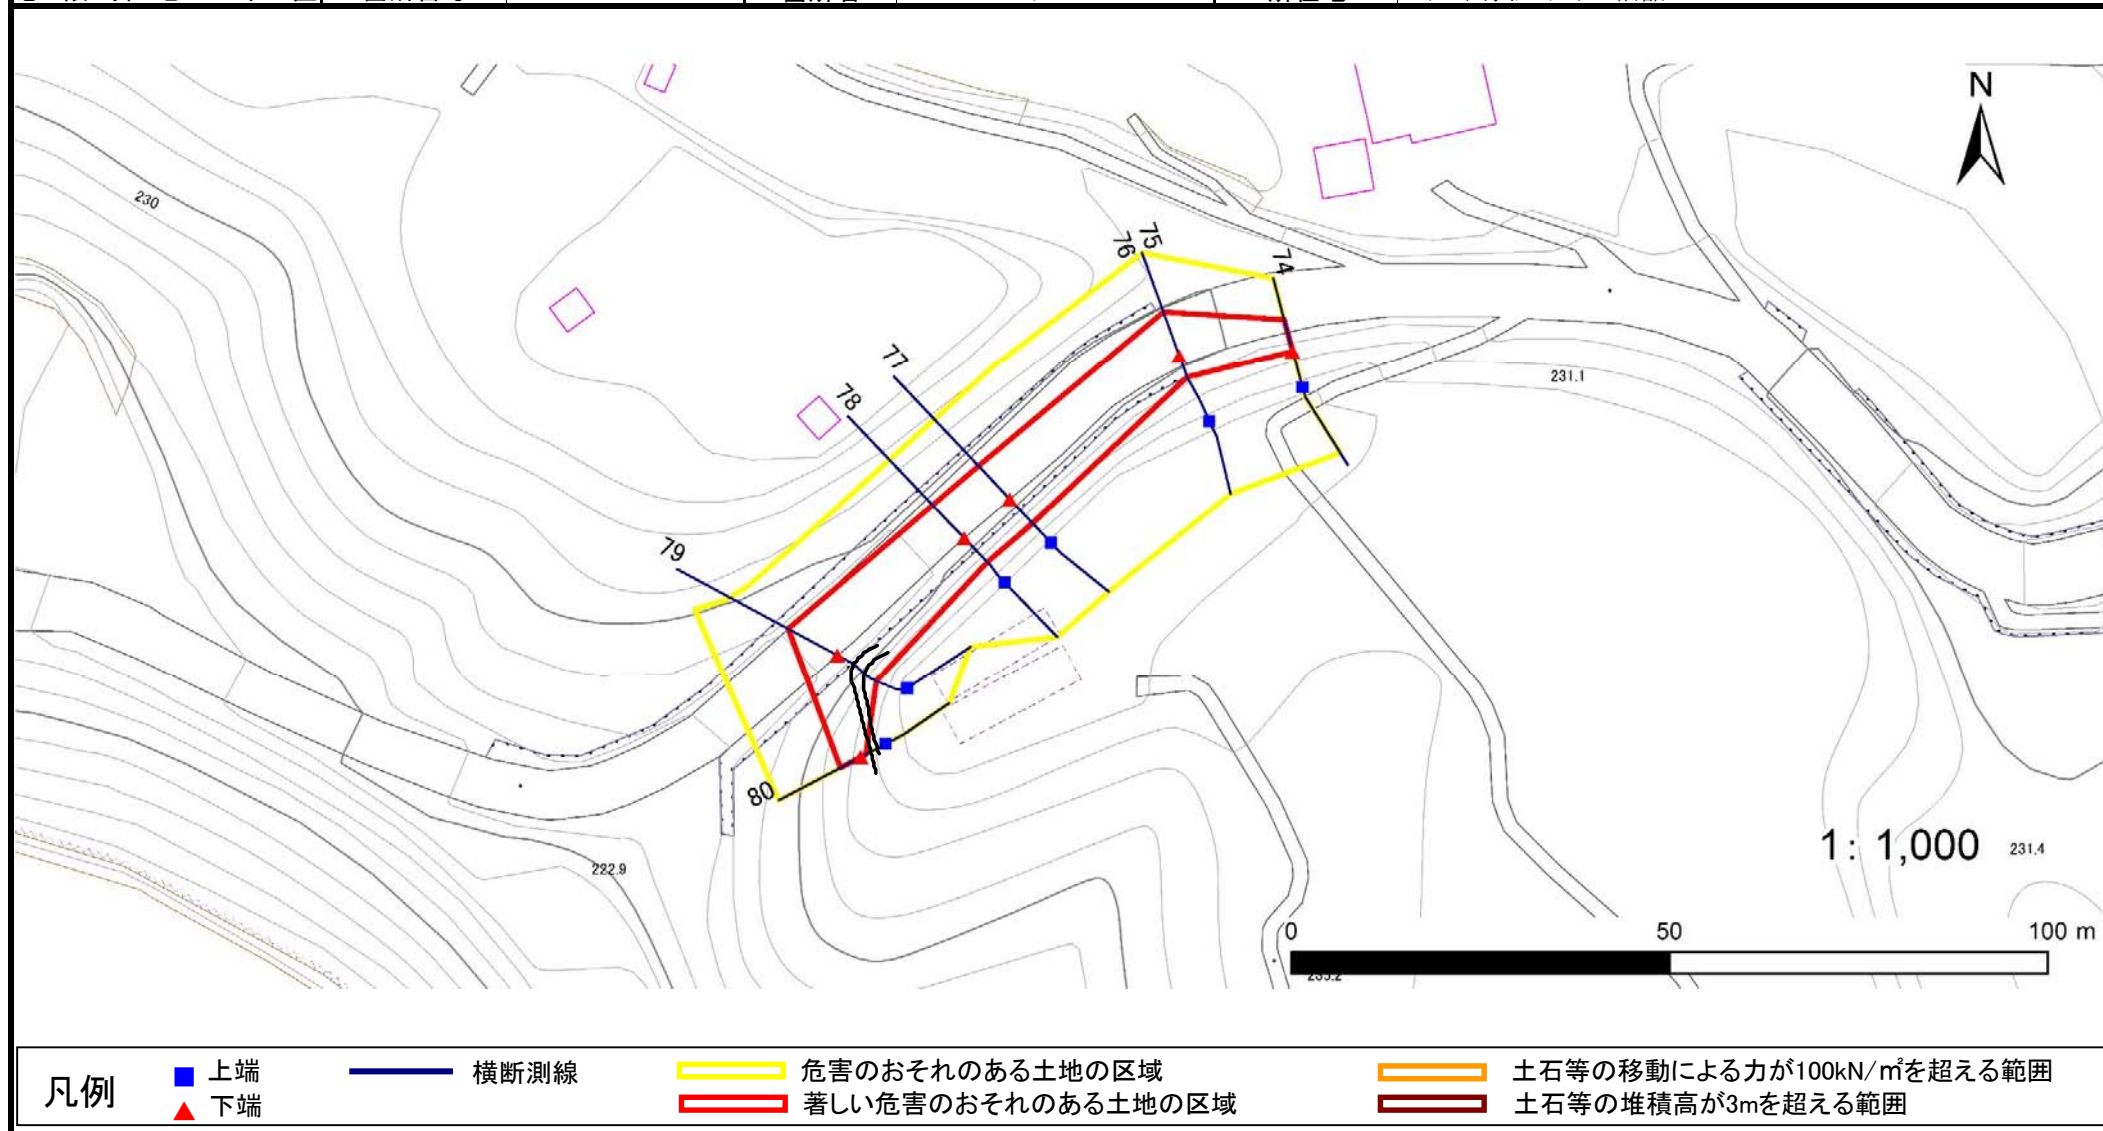 N
230
75
76
74
77
78
79
80
231.1
222.9
1: 1,000
231.4
0
50
100 m
凡例
上端
下端
横断測線
危害のおそれのある土地の区域
著しい危害のおそれのある土地の区域
土石等の移動による力が100kN/㎡を超える範囲
土石等の堆積高が3mを超える範囲